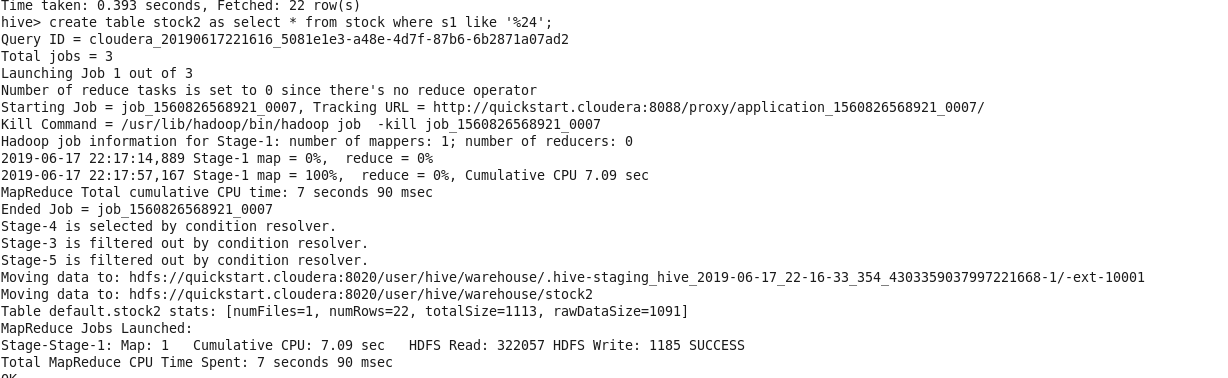 Time taken: 0.393 seconds, Fetched: 22 row(s)
hive> create table stock2 as select * from stock where s1 like '%24';
Query ID = cloudera_20190617221616_5081e1e3-a48e-4d7f-87b6-6b2871a07ad2
Total jobs = 3
Launching Job 1 out of 3
Number of reduce tasks is set to 0 since there's no reduce operator
Starting Job = job_1560826568921_0007, Tracking URL = http://quickstart.cloudera:8088/proxy/application_1560826568921_0007/
Kill Command = /usr/lib/hadoop/bin/hadoop job  -kill job_1560826568921_0007
Hadoop job information for Stage-1: number of mappers: 1; number of reducers: 0
2019-06-17 22:17:14,889 Stage-1 map = 0%,  reduce = 0%
2019-06-17 22:17:57,167 Stage-1 map = 100%,  reduce = 0%, Cumulative CPU 7.09 sec
MapReduce Total cumulative CPU time: 7 seconds 90 msec
Ended Job = job_1560826568921_0007
Stage-4 is selected by condition resolver.
Stage-3 is filtered out by condition resolver.
Stage-5 is filtered out by condition resolver.
Moving data to: hdfs://quickstart.cloudera:8020/user/hive/warehouse/.hive-staging_hive_2019-06-17_22-16-33_354_4303359037997221668-1/-ext-10001
Moving data to: hdfs://quickstart.cloudera:8020/user/hive/warehouse/stock2
Table default.stock2 stats: [numFiles=1, numRows=22, totalSize=1113, rawDataSize=1091]
MapReduce Jobs Launched:
Stage-Stage-1: Map: 1   Cumulative CPU: 7.09 sec   HDFS Read: 322057 HDFS Write: 1185 SUCCESS
Total MapReduce CPU Time Spent: 7 seconds 90 msec
OK